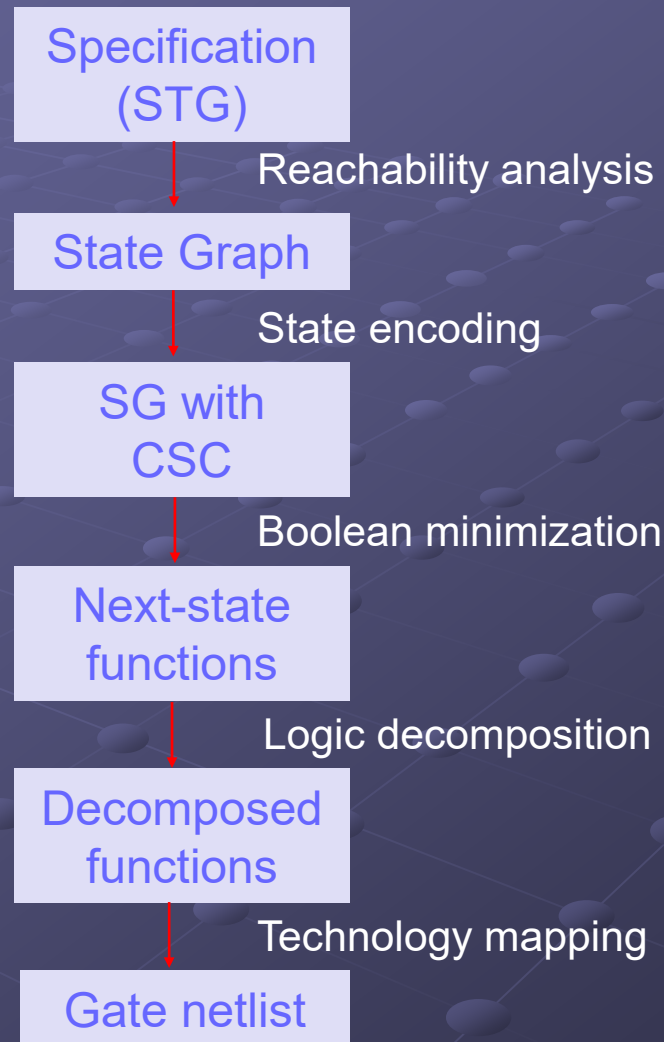 Specification
(STG)
Reachability analysis
State Graph
State encoding
SG with
CSC
Boolean minimization
Next-state
functions
Logic decomposition
Decomposed
functions
Technology mapping
Gate netlist